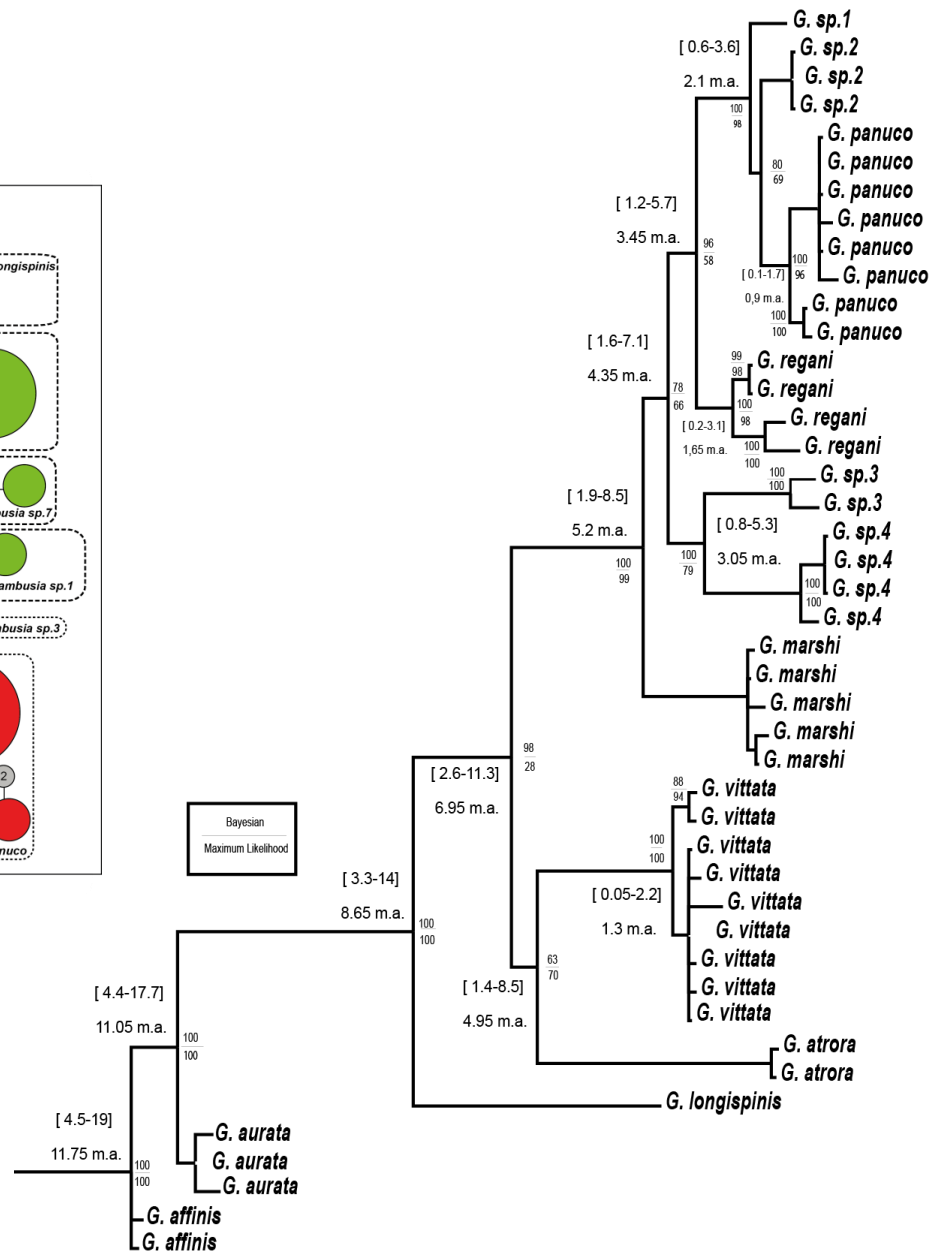 ongispinis
busia sp.7
ambusia sp.1
busia sp.3
2
nuco
Bayesian
Maximum Likelihood
G. sp.1
[ 0.6-3.6]
G. sp.2
G. sp.2
2.1 m.a.
G. sp.2
100
98
G. panuco
G. panuco
80
69
G. panuco
[ 1.2-5.7]
G. panuco
3.45 m.a.
G. panuco
96
58
100
96
[ 0.1-1.7]
G. panuco
0,9 m.a.
G. panuco
100
100
G. panuco
[ 1.6-7.1]
99
98
G. regani
4.35 m.a.
G. regani
78
66
100
98
G. regani
[ 0.2-3.1]
1,65 m.a.
100
100
G. regani
100
100
G. sp.3
[ 1.9-8.5]
G. sp.3
5.2 m.a.
[ 0.8-5.3]
G. sp.4
100
99
100
79
3.05 m.a.
G. sp.4
100
100
G. sp.4
G. sp.4
G. marshi
G. marshi
G. marshi
G. marshi
98
28
G. marshi
[ 2.6-11.3]
88
94
G. vittata
6.95 m.a.
G. vittata
100
100
G. vittata
[ 3.3-14]
G. vittata
[ 0.05-2.2]
G. vittata
8.65 m.a.
100
100
1.3 m.a.
G. vittata
63
70
G. vittata
[ 1.4-8.5]
G. vittata
4.95 m.a.
G. vittata
[ 4.4-17.7]
11.05 m.a.
100
100
G. atrora
G. atrora
G. longispinis
[ 4.5-19]
G. aurata
11.75 m.a.
100
100
G. aurata
G. aurata
G. affinis
G. affinis